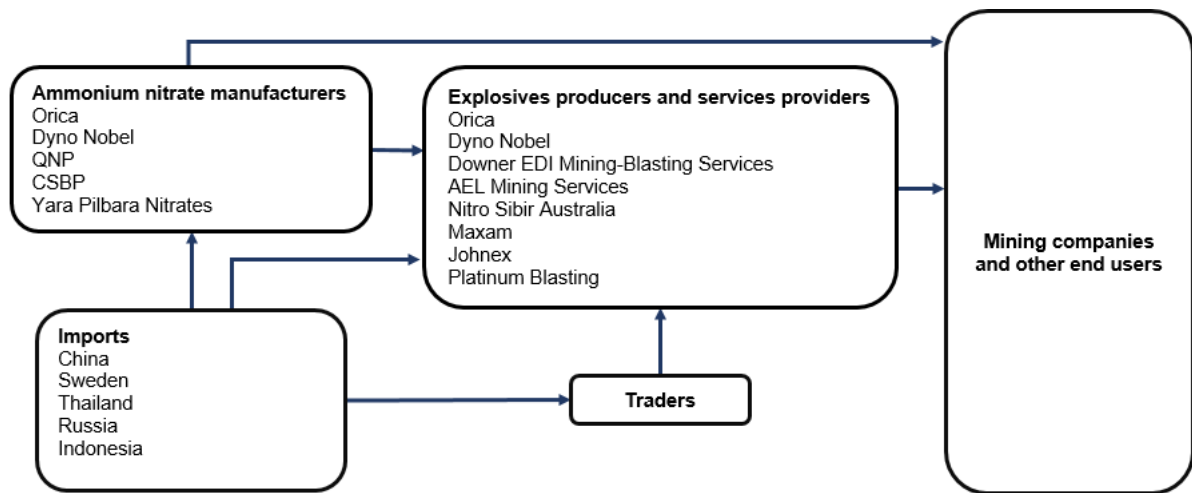 Ammonium nitrate manufacturers
Orica
Dyno Nobel
QNP
CSBP
Yara Pilbara Nitrates
Explosives producers and services providers
Orica
Dyno Nobel
Downer EDI Mining-Blasting Services
AEL Mining Services
Nitro Sibir Australia
Maxam
Johnex
Platinum Blasting
Mining companies
and other end users
Imports
China
Sweden
Thailand
Russia
Indonesia
Traders